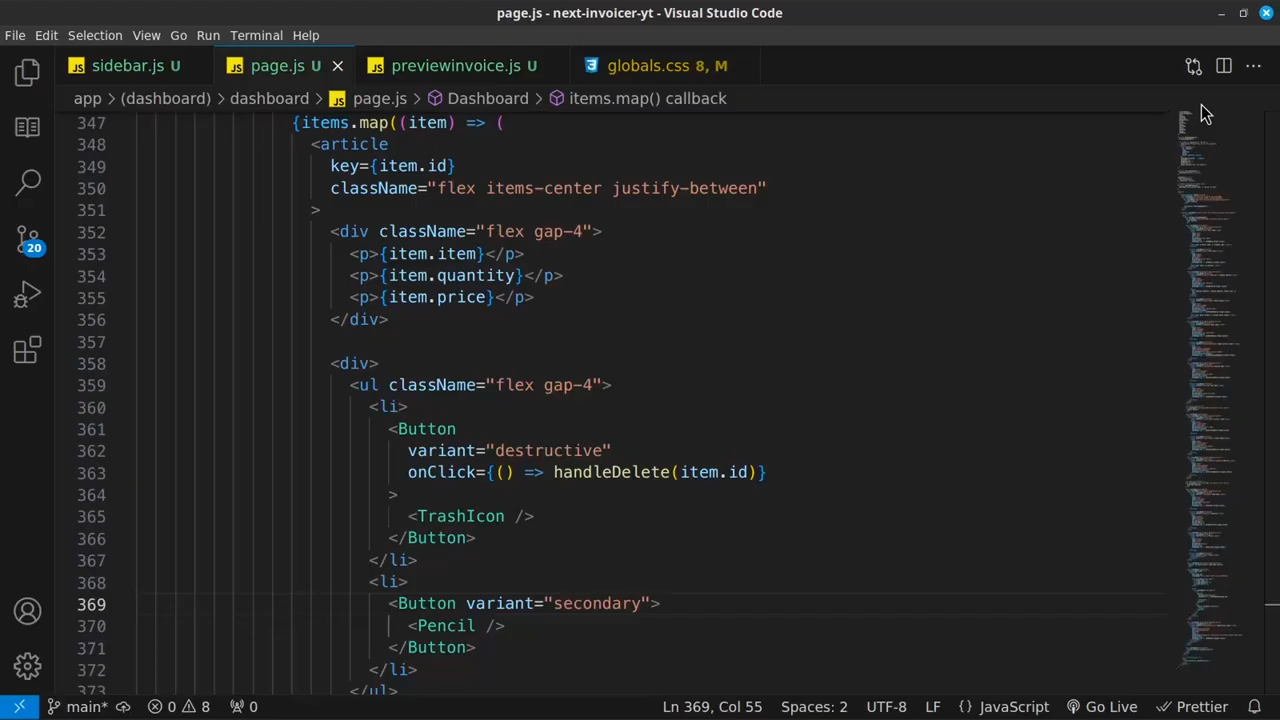 page.js - next-invoicer-yt - Visual Studio Code
File Edit Selection View Go Run Terminal Help
JS sidebar.js U JS page.js U JS previewinvoice.js U globals.css 8, M
app > (dashboard) > dashboard > JS page.js > Dashboard > items.map() callback
347 {items.map((item) => (
348 <article
349 key={item.id}
350 className="flex items-center justify-between"
351 >
352 <div className="flex gap-4">
353 <p>{item.item}</p>
354 <p>{item.quantity}</p>
355 <p>{item.price}</p>
356 </div>
357
358 <div>
359 <ul className="flex gap-4">
360 <li>
361 <Button
362 variant="destructive"
363 onClick={() => handleDelete(item.id)}
364 >
365 <TrashIcon />
366 </Button>
367 </li>
368 <li>
369 <Button variant="secondary">
370 <Pencil />
371 </Button>
372 </li>
373 </ul>
20
main* 0 8 0 Ln 369, Col 55 Spaces: 2 UTF-8 LF {} JavaScript Go Live Prettier